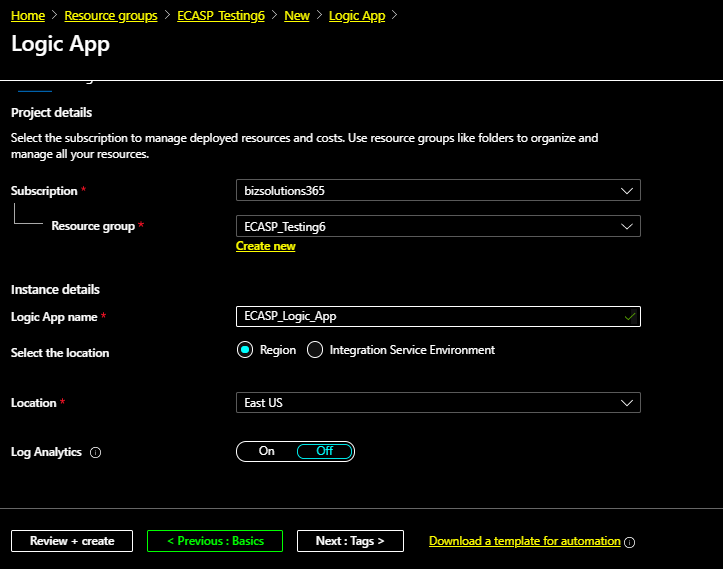 Home > Resource groups > ECASP_Testing6 > New > Logic App >
Logic App
Project details
Select the subscription to manage deployed resources and costs. Use resource groups like folders to organize and
manage all your resources.
Subscription * bizsolutions365
Resource group * ECASP_Testing6
Create new
Instance details
Logic App name * ECASP_Logic_App
Select the location Region Integration Service Environment
Location * East US
Log Analytics On Off
Review + create < Previous : Basics Next : Tags > Download a template for automation